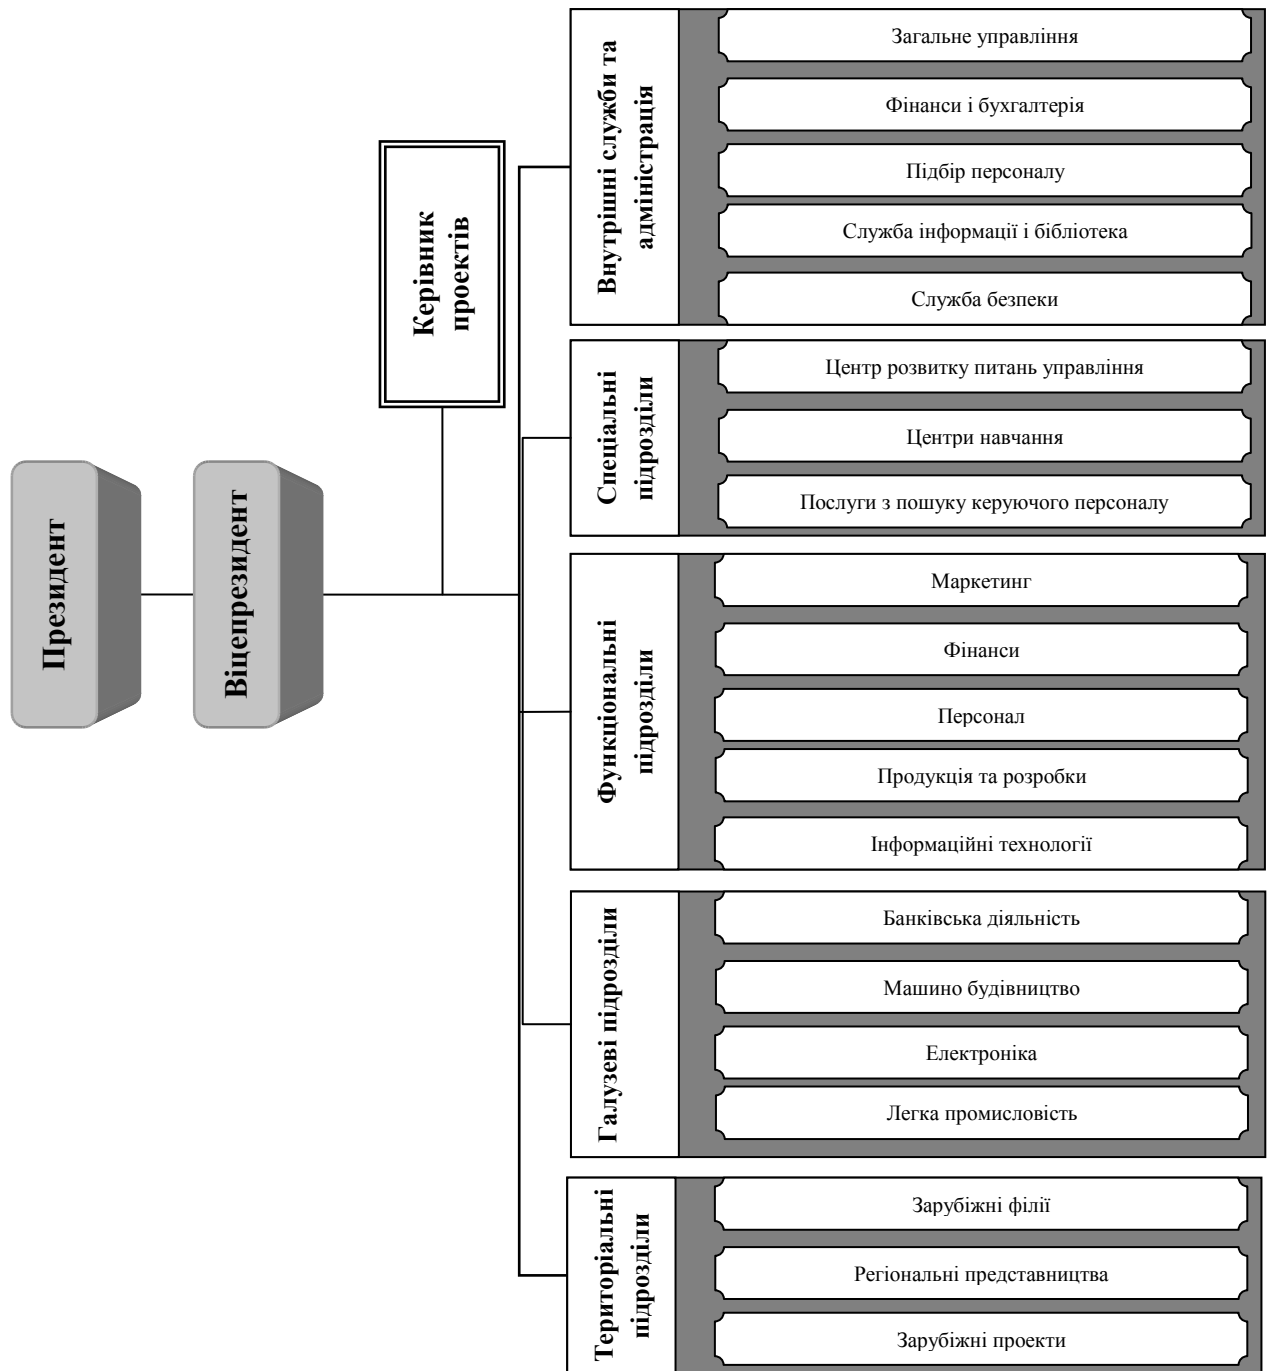 Президент
Віцепрезидент
Керівник
проектів
Внутрішні служби та
адміністрація
Загальне управління
Фінанси і бухгалтерія
Підбір персоналу
Служба інформації і бібліотека
Служба безпеки
Спеціальні
підрозділи
Центр розвитку питань управління
Центри навчання
Послуги з пошуку керуючого персоналу
Функціональні
підрозділи
Маркетинг
Фінанси
Персонал
Продукція та розробки
Інформаційні технології
Галузеві підрозділи
Банківська діяльність
Машино будівництво
Електроніка
Легка промисловість
Територіальні
підрозділи
Зарубіжні філії
Регіональні представництва
Зарубіжні проекти